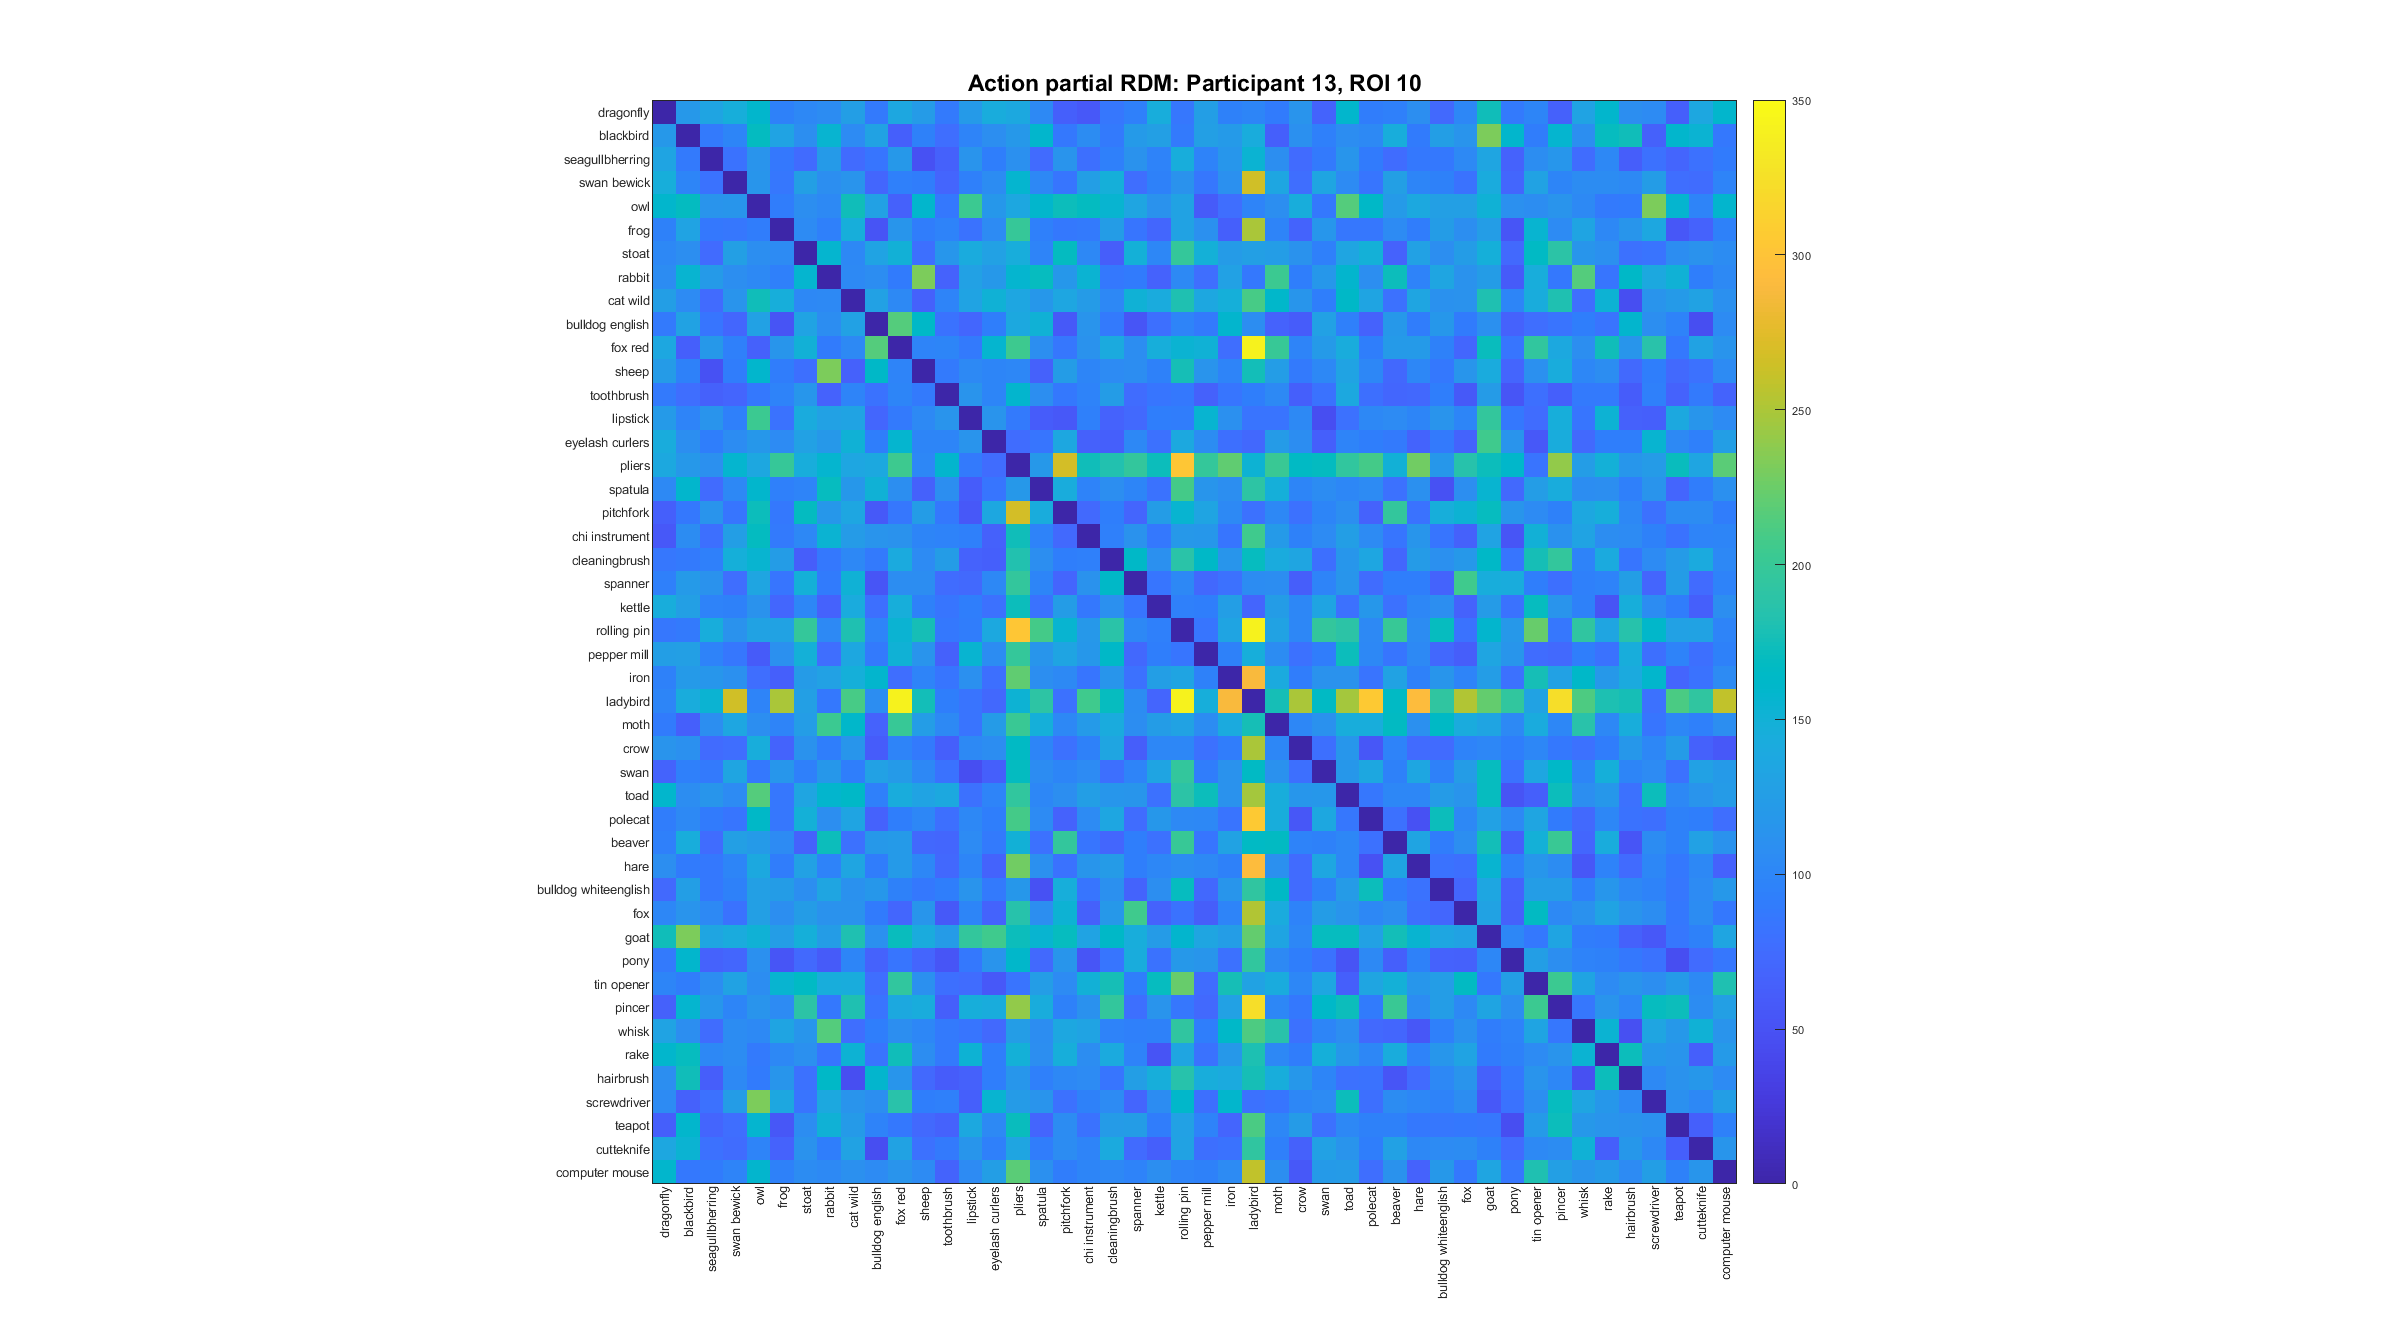 Action partial RDM: Participant 13, ROI 10
dragonfly
blackbird
seagullbherring
swan bewick
owl
frog
stoat
rabbit
cat wild
bulldog english
fox red
sheep
toothbrush
lipstick
eyelash curlers
pliers
spatula
pitchfork
chi instrument
cleaningbrush
spanner
kettle
rolling pin
pepper mill
iron
ladybird
moth
crow
swan
toad
polecat
beaver
hare
bulldog whiteenglish
fox
goat
pony
tin opener
pincer
whisk
rake
hairbrush
screwdriver
teapot
cutteknife
computer mouse
dragonfly
blackbird
seagullbherring
swan bewick
owl
frog
stoat
rabbit
cat wild
bulldog english
fox red
sheep
toothbrush
lipstick
eyelash curlers
pliers
spatula
pitchfork
chi instrument
cleaningbrush
spanner
kettle
rolling pin
pepper mill
iron
ladybird
moth
crow
swan
toad
polecat
beaver
hare
bulldog whiteenglish
fox
goat
pony
tin opener
pincer
whisk
rake
hairbrush
screwdriver
teapot
cutteknife
computer mouse
350
300
250
200
150
100
50
0